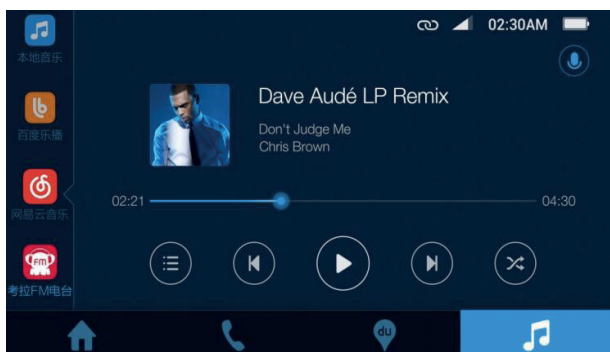 02:30AM
本地音乐
百度乐播
网易云音乐
FM
考拉FM电台
Dave Audé LP Remix
Don't Judge Me
Chris Brown
02:21
04:30
du